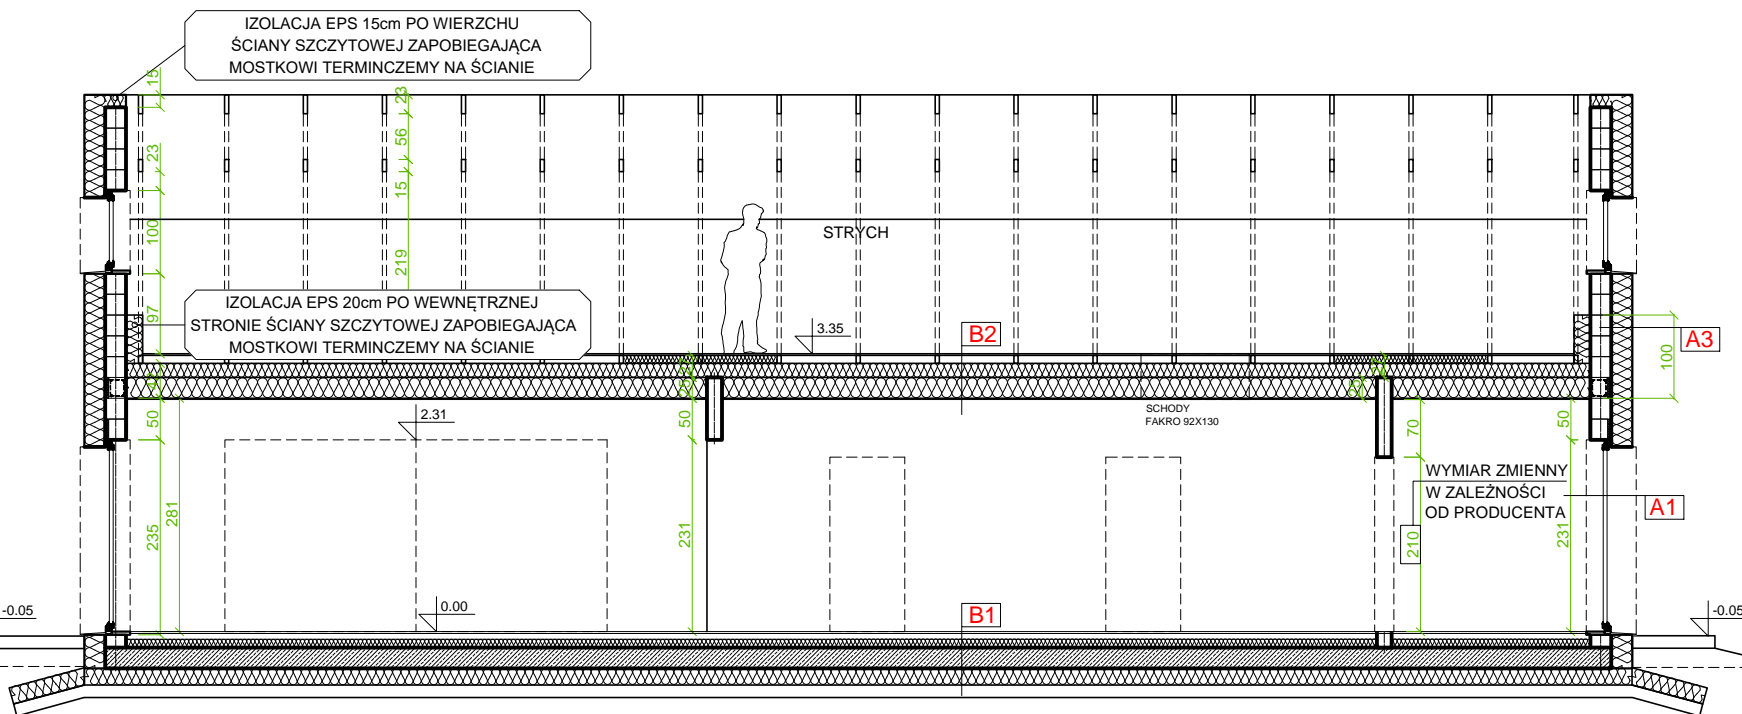 IZOLACJA EPS 15cm PO WIERZCHU
ŚCIANY SZCZYTOWEJ ZAPOBIEGAJĄCA
MOSTKOWI TERMINCZEMY NA ŚCIANIE
15
23
23
56
15
100
219
STRYCH
IZOLACJA EPS 20cm PO WEWNĘTRZNEJ
STRONIE ŚCIANY SZCZYTOWEJ ZAPOBIEGAJĄCA
MOSTKOWI TERMINCZEMY NA ŚCIANIE
97
3.35
B2
A3
100
25
25
SCHODY
FAKRO 92X130
50
2.31
50
70
50
WYMIAR ZMIENNY
W ZALEŻNOŚCI
OD PRODUCENTA
A1
235
281
231
210
231
-0.05
0.00
B1
-0.05